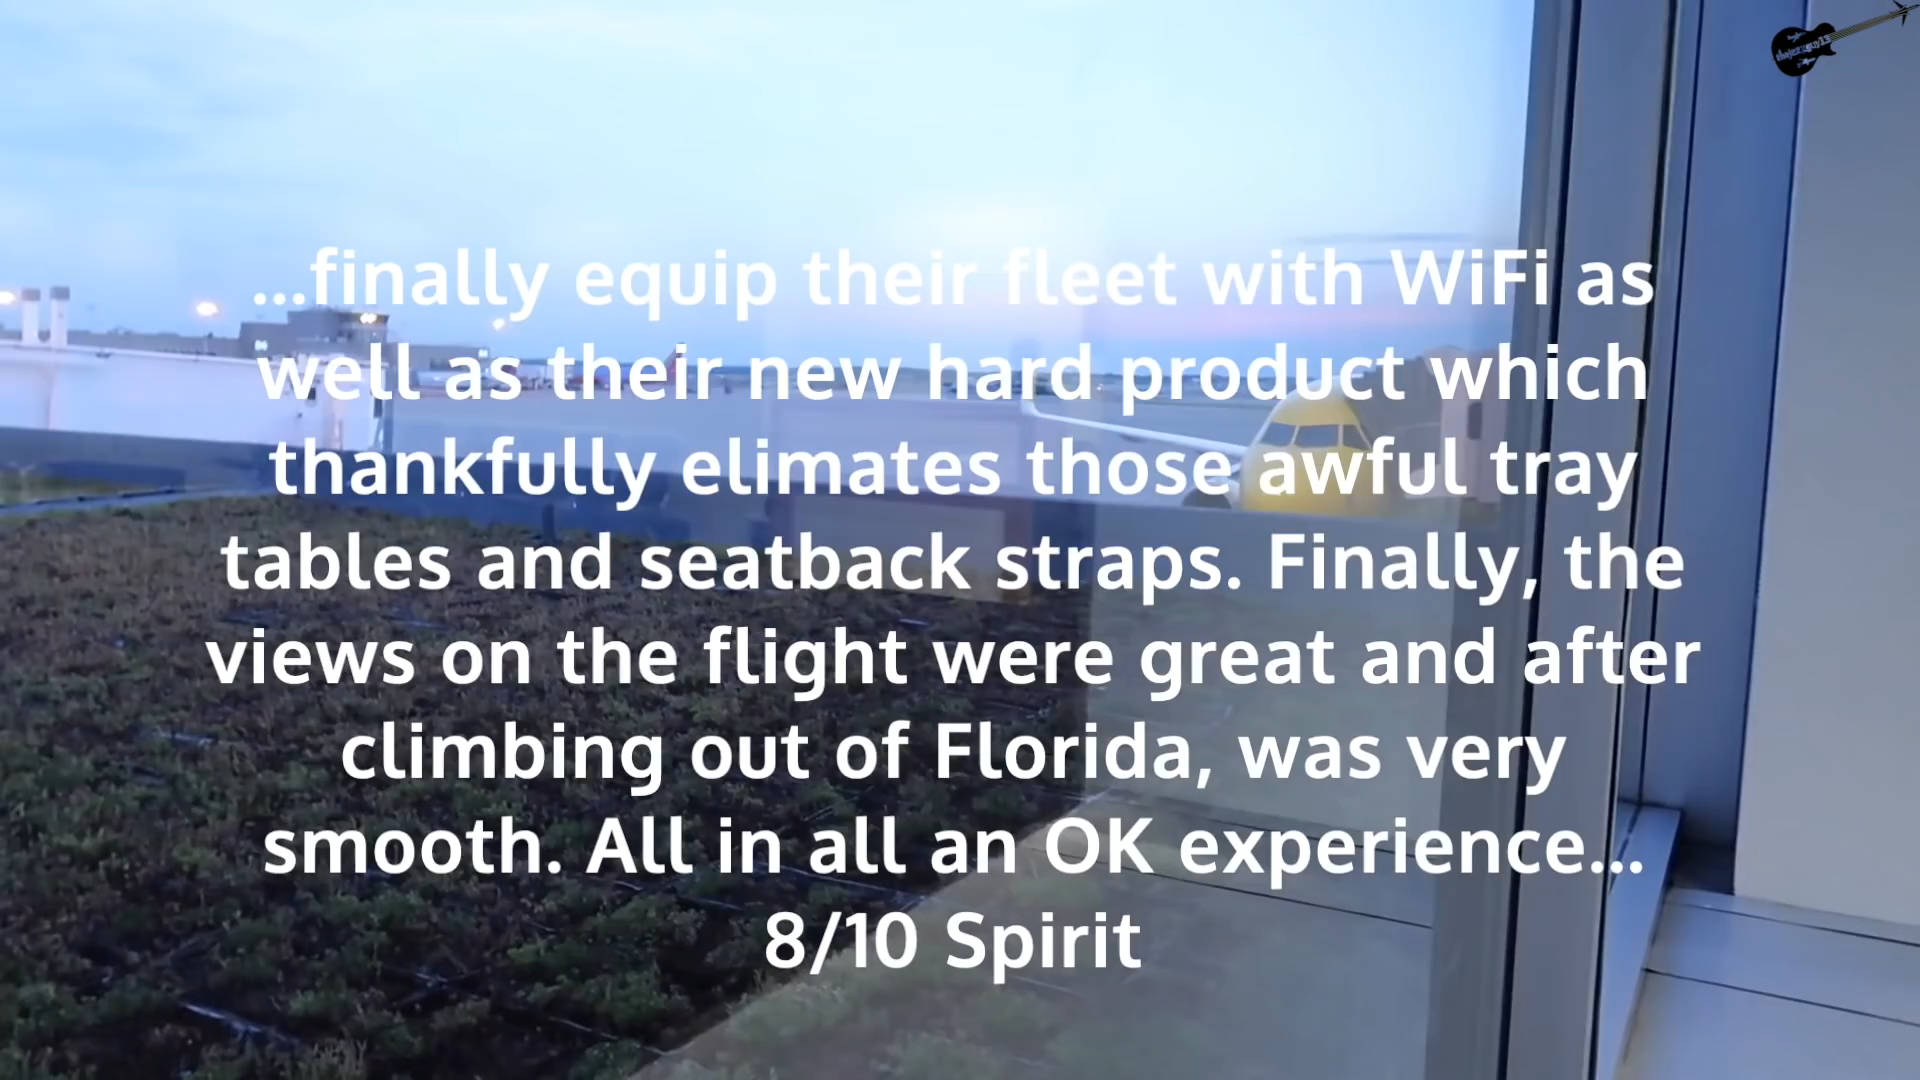 ...finally equip their fleet with WiFi as
well as their new hard product which
thankfully elimates those awful tray
tables and seatback straps. Finally, the
views on the flight were great and after
climbing out of Florida, was very
smooth. All in all an OK experience...
8/10 Spirit